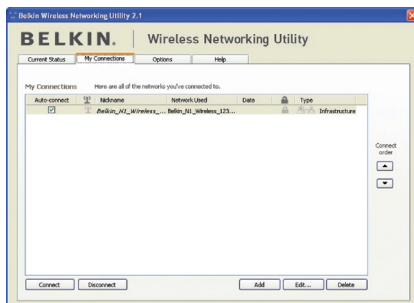 Belkin Wireless Networking Utility 2.1
BELKIN. Wireless Networking Utility
Current Status My Connections Options Help
My Connections Here are all of the networks you've connected to.
Auto-connect Nickname Network Used Date Type
Belkin_N1_Wireless_... Belkin_N1_Wireless_123... Infrastructure
Connect
order
Connect Disconnect Add Edit... Delete